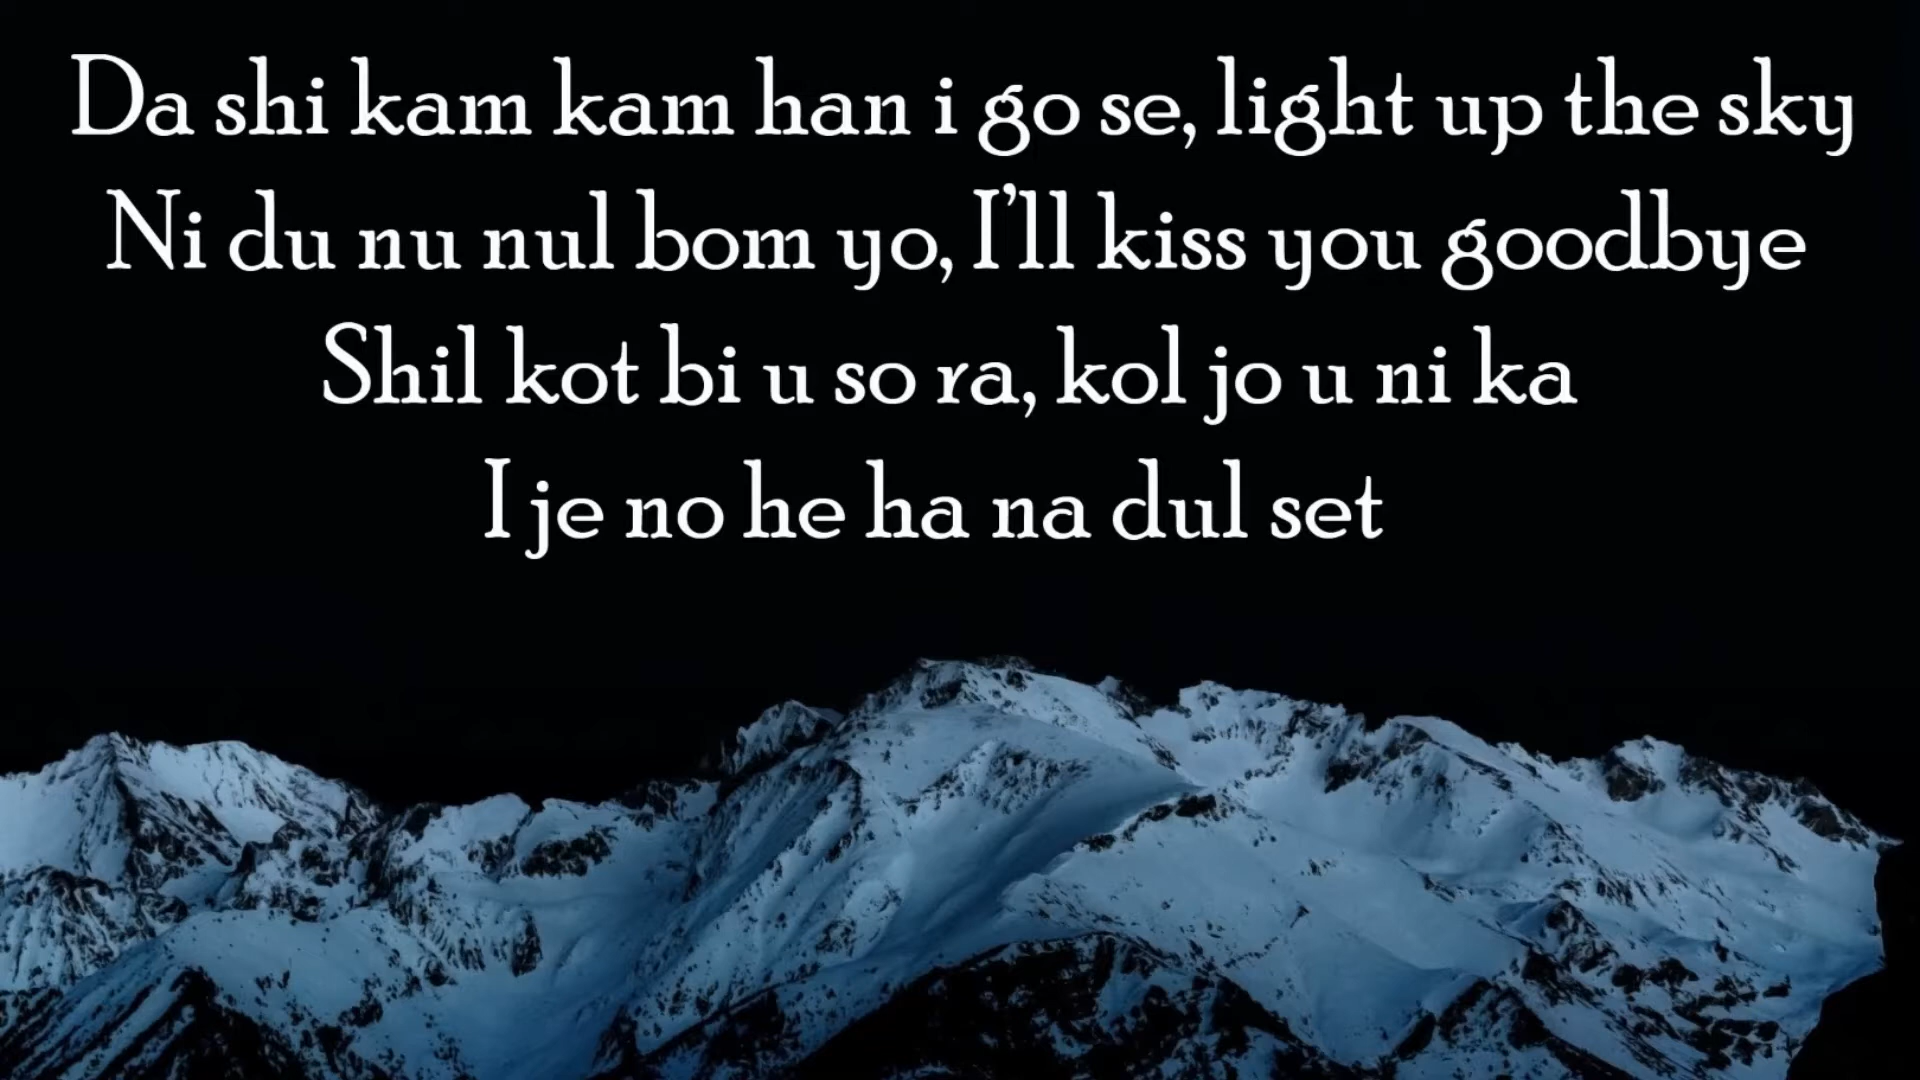 Da shi kam kam han i go se, light up the sky
Ni du nu nul bom yo, I’ll kiss you goodbye
Shil kot bi u so ra, kol jo u ni ka
I je no he ha na dul set